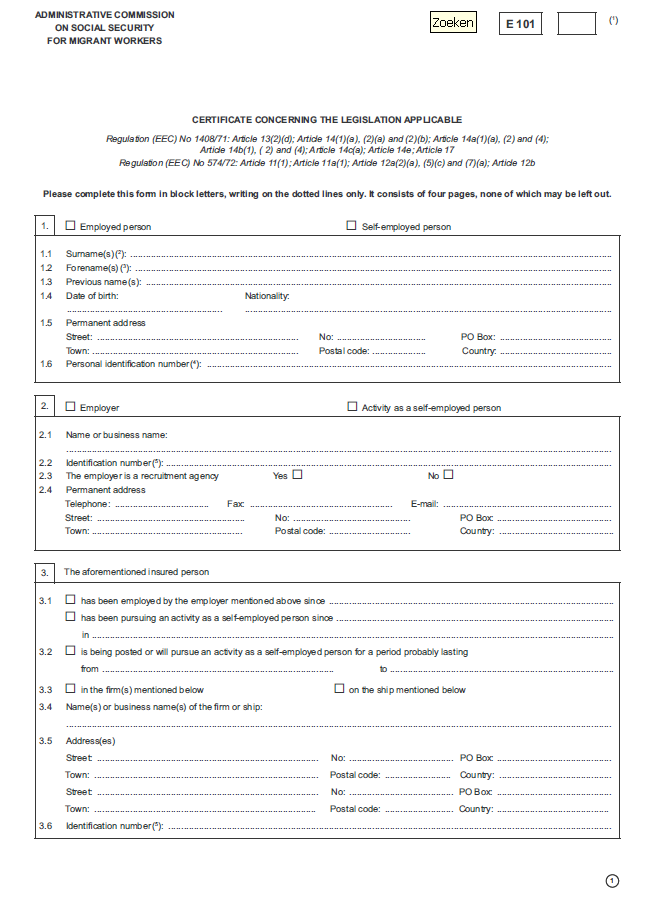 ADMINISTRATIVE COMMISSION
ON SOCIAL SECURITY
FOR MIGRANT WORKERS
Zoeken
E 101
(1)
CERTIFICATE CONCERNING THE LEGISLATION APPLICABLE
Regulation (EEC) No 1408/71: Article 13(2)(d); Article 14(1)(a), (2)(a) and (2)(b); Article 14a(1)(a), (2) and (4);
Article 14b(1), ( 2) and (4); Article 14c(a); Article 14e; Article 17
Regulation (EEC) No 574/72: Article 11(1); Article 11a(1); Article 12a(2)(a), (5)(c) and (7)(a); Article 12b
Please complete this form in block letters, writing on the dotted lines only. It consists of four pages, none of which may be left out.
1. Employed person Self-employed person
1.1 Surname(s) (2):
1.2 Forename(s) (3):
1.3 Previous name(s):
1.4 Date of birth: Nationality:
1.5 Permanent address
Street: No: PO Box:
Town: Postal code: Country:
1.6 Personal identification number(4):
2. Employer Activity as a self-employed person
2.1 Name or business name:
2.2 Identification number(5):
2.3 The employer is a recruitment agency Yes No
2.4 Permanent address
Telephone: Fax: E-mail:
Street: No: PO Box:
Town: Postal code: Country:
3. The aforementioned insured person
3.1 has been employed by the employer mentioned above since
has been pursuing an activity as a self-employed person since
in
3.2 is being posted or will pursue an activity as a self-employed person for a period probably lasting
from to
3.3 in the firm(s) mentioned below on the ship mentioned below
3.4 Name(s) or business name(s) of the firm or ship:
3.5 Address(es)
Street: No: PO Box:
Town: Postal code: Country:
Street: No: PO Box:
Town: Postal code: Country:
3.6 Identification number(5):
1